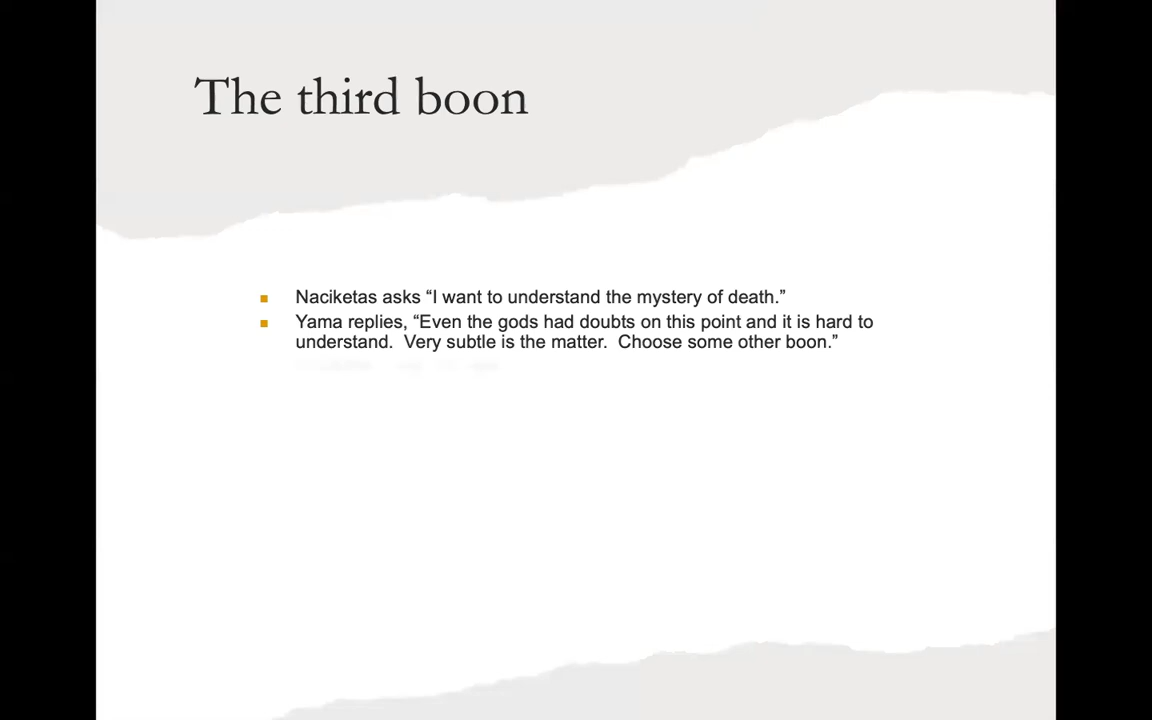 The third boon
Naciketas asks “I want to understand the mystery of death.”
Yama replies, “Even the gods had doubts on this point and it is hard to
understand.  Very subtle is the matter.  Choose some other boon.”